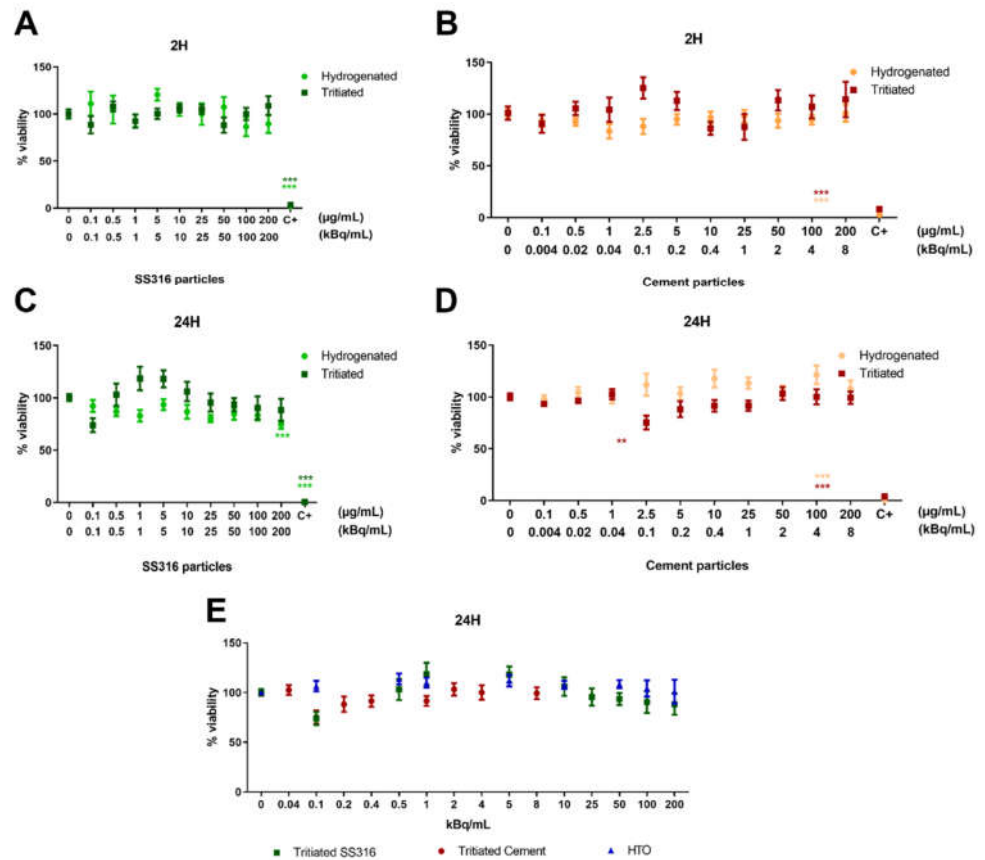 A
2H
% viability
150
100
50
0
Hydrogenated
Tritiated
***
***
0 0.1 0.5 1 5 10 25 50 100 200 C+ (µg/mL)
0 0.1 0.5 1 5 10 25 50 100 200 (kBq/mL)
SS316 particles
B
2H
% viability
150
100
50
0
Hydrogenated
Tritiated
***
***
0 0.1 0.5 1 2.5 5 10 25 50 100 200 C+ (µg/mL)
0 0.004 0.02 0.04 0.1 0.2 0.4 1 2 4 8 (kBq/mL)
Cement particles
C
24H
% viability
150
100
50
0
Hydrogenated
Tritiated
***
***
***
0 0.1 0.5 1 5 10 25 50 100 200 C+ (µg/mL)
0 0.1 0.5 1 5 10 25 50 100 200 (kBq/mL)
SS316 particles
D
24H
% viability
150
100
50
0
Hydrogenated
Tritiated
**
***
***
0 0.1 0.5 1 2.5 5 10 25 50 100 200 C+ (µg/mL)
0 0.004 0.02 0.04 0.1 0.2 0.4 1 2 4 8 (kBq/mL)
Cement particles
E
24H
% viability
150
100
50
0
0 0.04 0.1 0.2 0.4 0.5 1 2 4 5 8 10 25 50 100 200
kBq/mL
Tritiated SS316 Tritiated Cement HTO